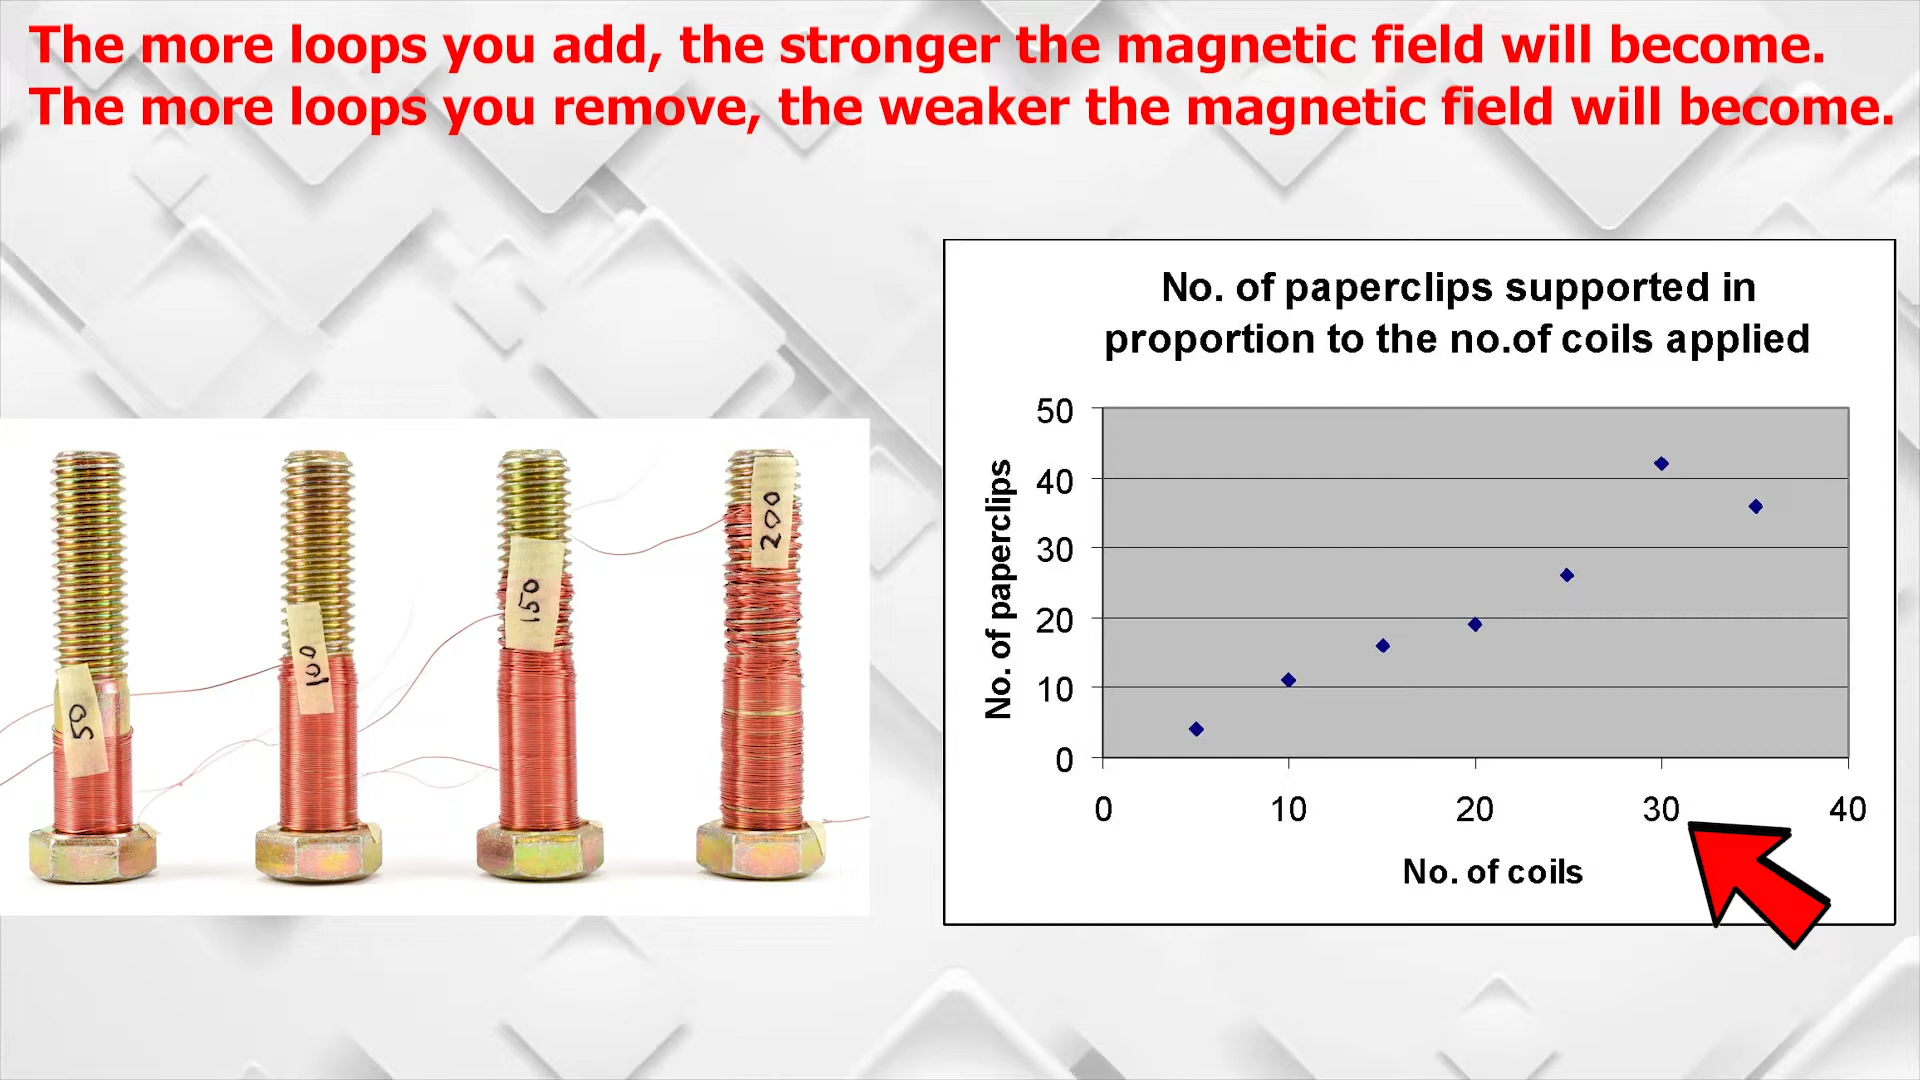 The more loops you add, the stronger the magnetic field will become.
The more loops you remove, the weaker the magnetic field will become.
50
100
150
200
No. of paperclips supported in
proportion to the no.of coils applied
No. of paperclips
50
40
30
20
10
0
0 10 20 30 40
No. of coils